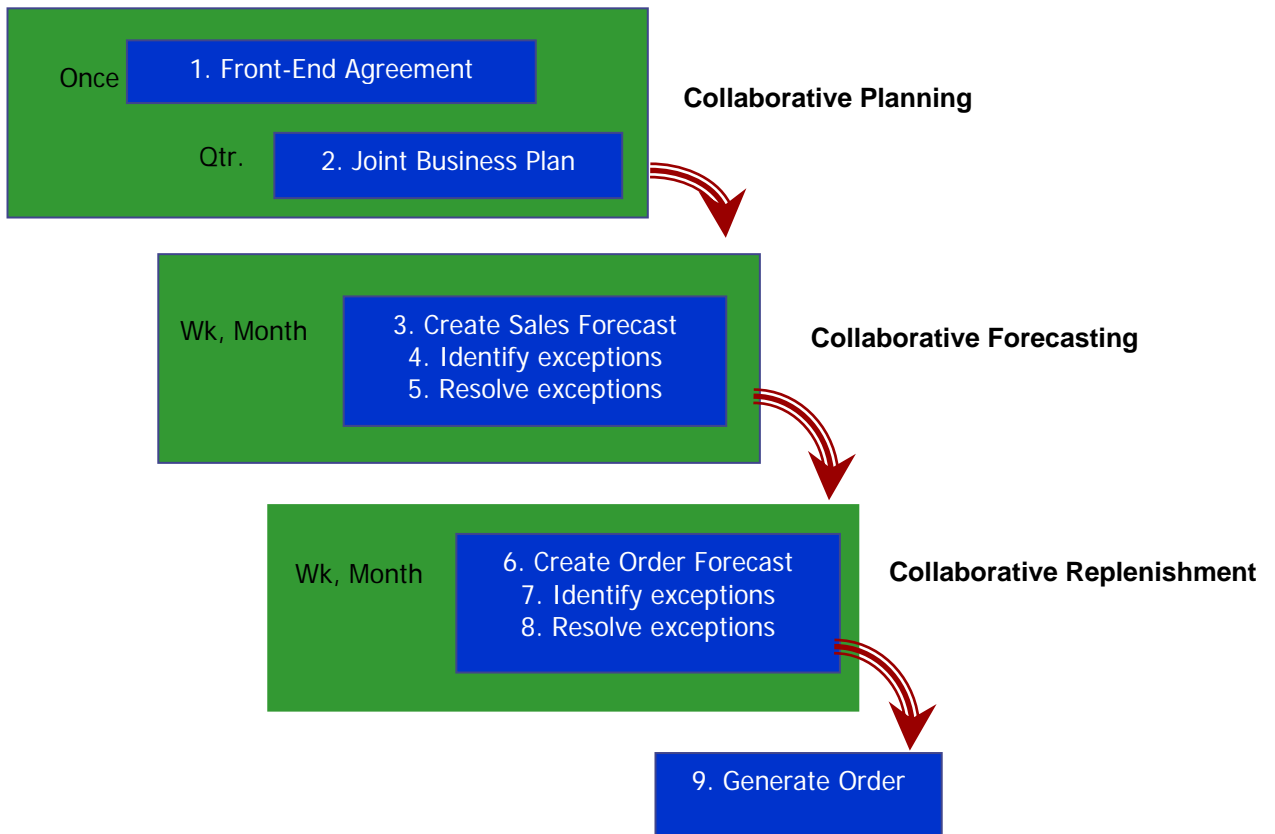 Once
1. Front-End Agreement
Collaborative Planning
Qtr.
2. Joint Business Plan
Wk, Month
3. Create Sales Forecast
4. Identify exceptions
5. Resolve exceptions
Collaborative Forecasting
Wk, Month
6. Create Order Forecast
7. Identify exceptions
8. Resolve exceptions
Collaborative Replenishment
9. Generate Order